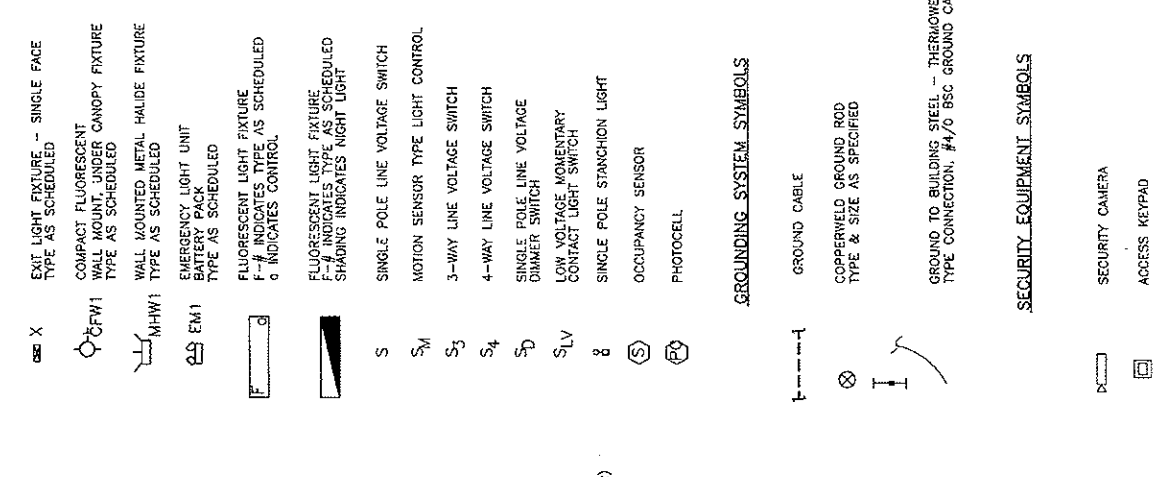 X EXIT LIGHT FIXTURE -- SINGLE FACE
TYPE AS SCHEDULED
CFW1 COMPACT FLUORESCENT
WALL MOUNT, UNDER CANOPY FIXTURE
TYPE AS SCHEDULED
MHW1 WALL MOUNTED METAL HALIDE FIXTURE
TYPE AS SCHEDULED
EM1 EMERGENCY LIGHT UNIT
BATTERY PACK
TYPE AS SCHEDULED
F a FLUORESCENT LIGHT FIXTURE
F-# INDICATES TYPE AS SCHEDULED
a INDICATES CONTROL
FLUORESCENT LIGHT FIXTURE
F-# INDICATES TYPE AS SCHEDULED
SHADING INDICATES NIGHT LIGHT
S SINGLE POLE LINE VOLTAGE SWITCH
SM MOTION SENSOR TYPE LIGHT CONTROL
S3 3-WAY LINE VOLTAGE SWITCH
S4 4-WAY LINE VOLTAGE SWITCH
SD SINGLE POLE LINE VOLTAGE
DIMMER SWITCH
SLV LOW VOLTAGE MOMENTARY
CONTACT LIGHT SWITCH
SINGLE POLE STANCHION LIGHT
S OCCUPANCY SENSOR
PC PHOTOCELL
GROUNDING SYSTEM SYMBOLS
GROUND CABLE
COPPERWELD GROUND ROD
TYPE & SIZE AS SPECIFIED
GROUND TO BUILDING STEEL -- THERMOWE
TYPE CONNECTION, #4/0 BSC GROUND CA
SECURITY EQUIPMENT SYMBOLS
SECURITY CAMERA
ACCESS KEYPAD